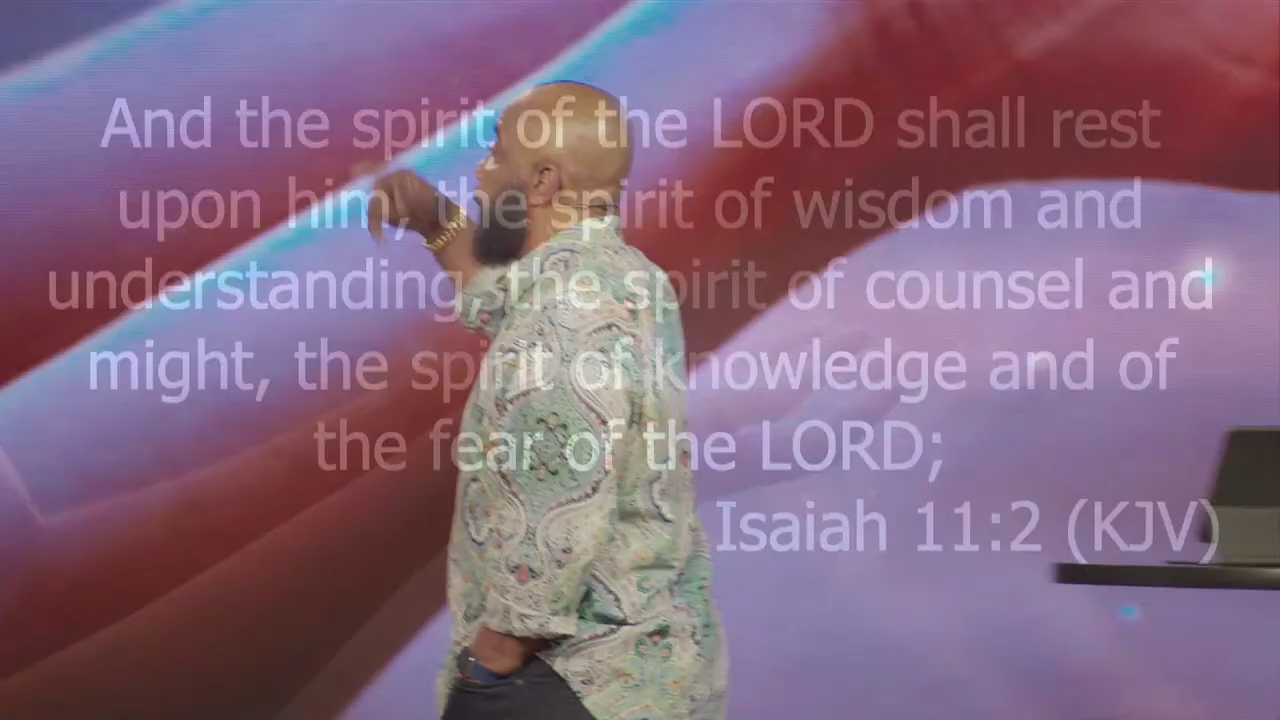 And the spirit of the LORD shall rest
upon him, the spirit of wisdom and
understanding, the spirit of counsel and
might, the spirit of knowledge and of
the fear of the LORD;
Isaiah 11:2 (KJV)